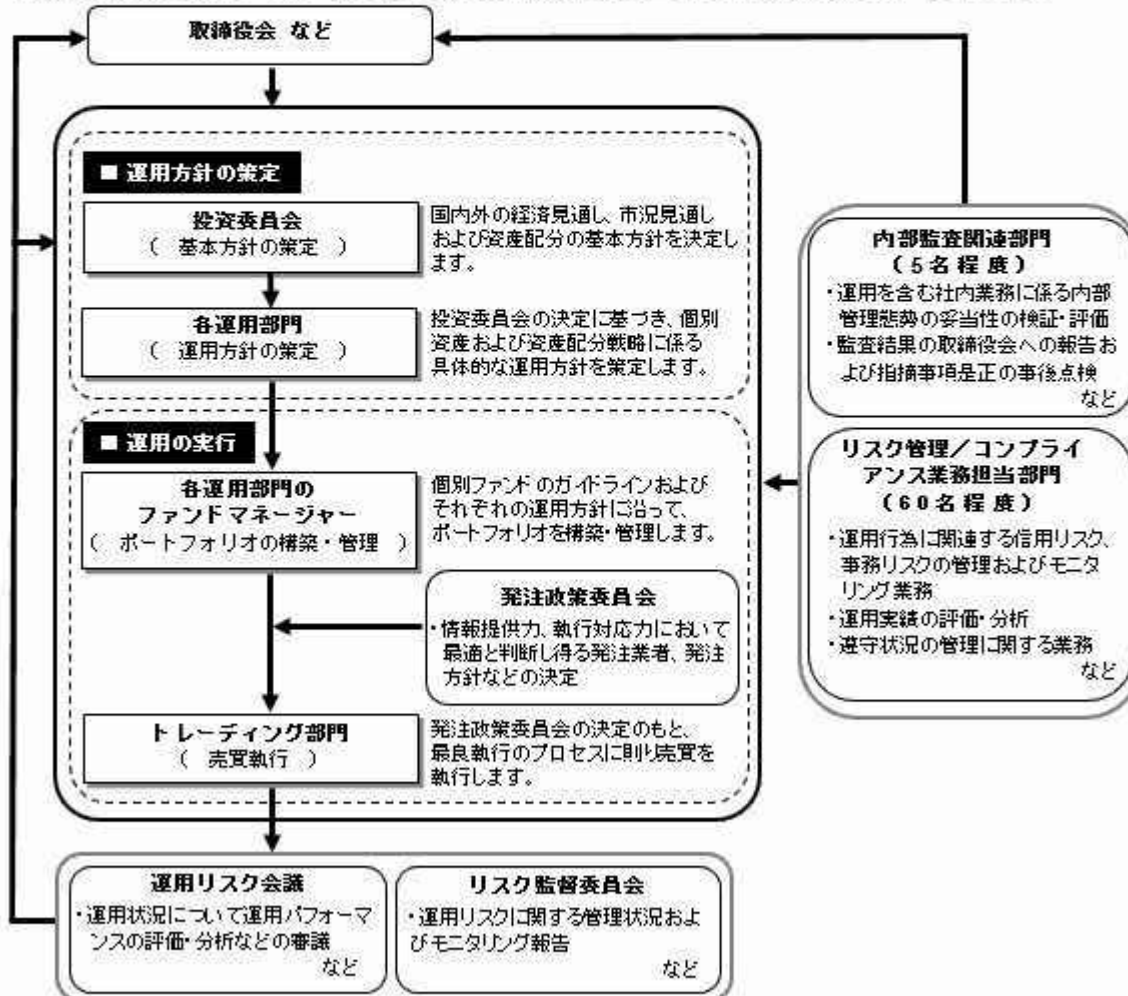 取締役会 など
■ 運用方針の策定
投資委員会
( 基本方針の策定 )
国内外の経済見通し、市況見通し
および資産配分の基本方針を決定し
ます。
各運用部門
( 運用方針の策定 )
投資委員会の決定に基づき、個別
資産および資産配分戦略に係る
具体的な運用方針を策定します。
■ 運用の実行
各運用部門の
ファンドマネージャー
( ポートフォリオの構築・管理 )
個別ファンドのガイドラインおよび
それぞれの運用方針に沿って、
ポートフォリオを構築・管理します。
発注政策委員会
・情報提供力、執行対応力において
最適と判断し得る発注業者、発注
方針などの決定
トレーディング部門
( 売買執行 )
発注政策委員会の決定のもと、
最良執行のプロセスに則り売買を
執行します。
内部監査関連部門
(5名程度)
・運用を含む社内業務に係る内部
管理態勢の妥当性の検証・評価
・監査結果の取締役会への報告お
よび指摘事項是正の事後点検
など
リスク管理/コンプライ
アンス業務担当部門
(60名程度)
・運用行為に関連する信用リスク、
事務リスクの管理およびモニタ
リング業務
・運用実績の評価・分析
・遵守状況の管理に関する業務
など
運用リスク会議
・運用状況について運用パフォーマ
ンスの評価・分析などの審議
など
リスク監督委員会
・運用リスクに関する管理状況およ
びモニタリング報告
など